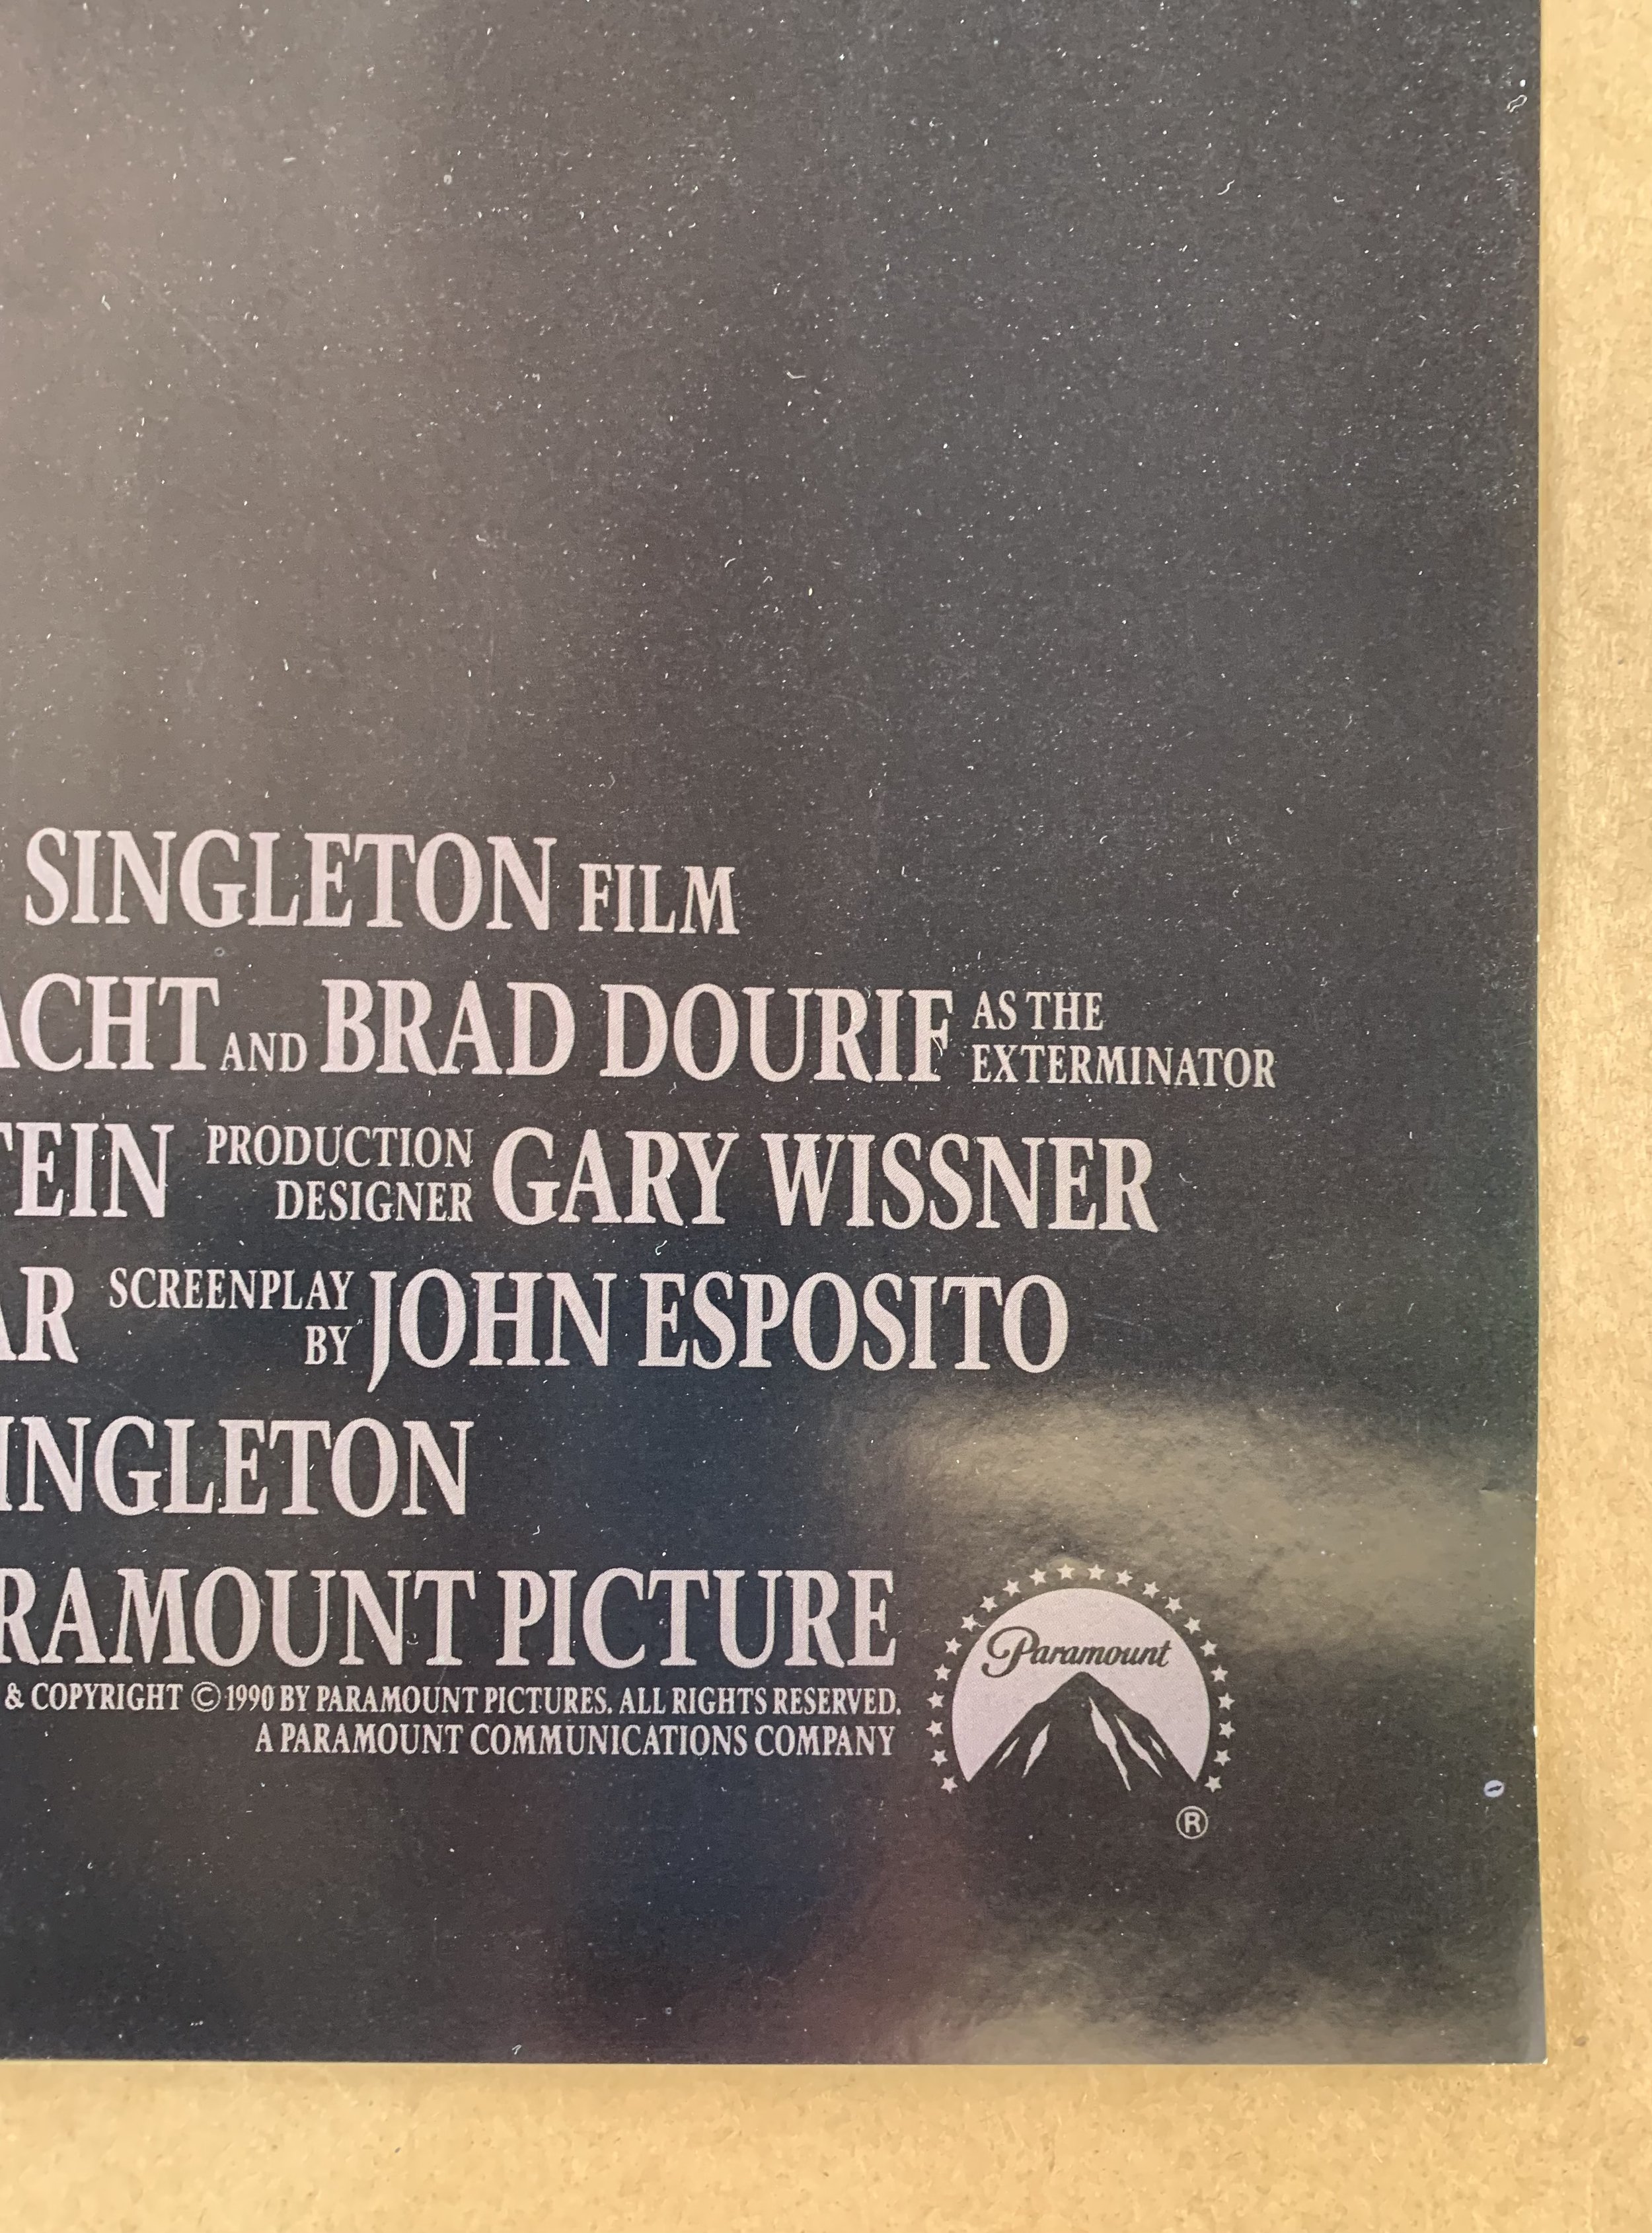 SINGLETON FILM
ACHT AND BRAD DOURIF AS THE EXTERMINATOR
TEIN PRODUCTION DESIGNER GARY WISSNER
AR SCREENPLAY BY JOHN ESPOSITO
INGLETON
RAMOUNT PICTURE
& COPYRIGHT © 1990 BY PARAMOUNT PICTURES. ALL RIGHTS RESERVED.
A PARAMOUNT COMMUNICATIONS COMPANY
Paramount
®